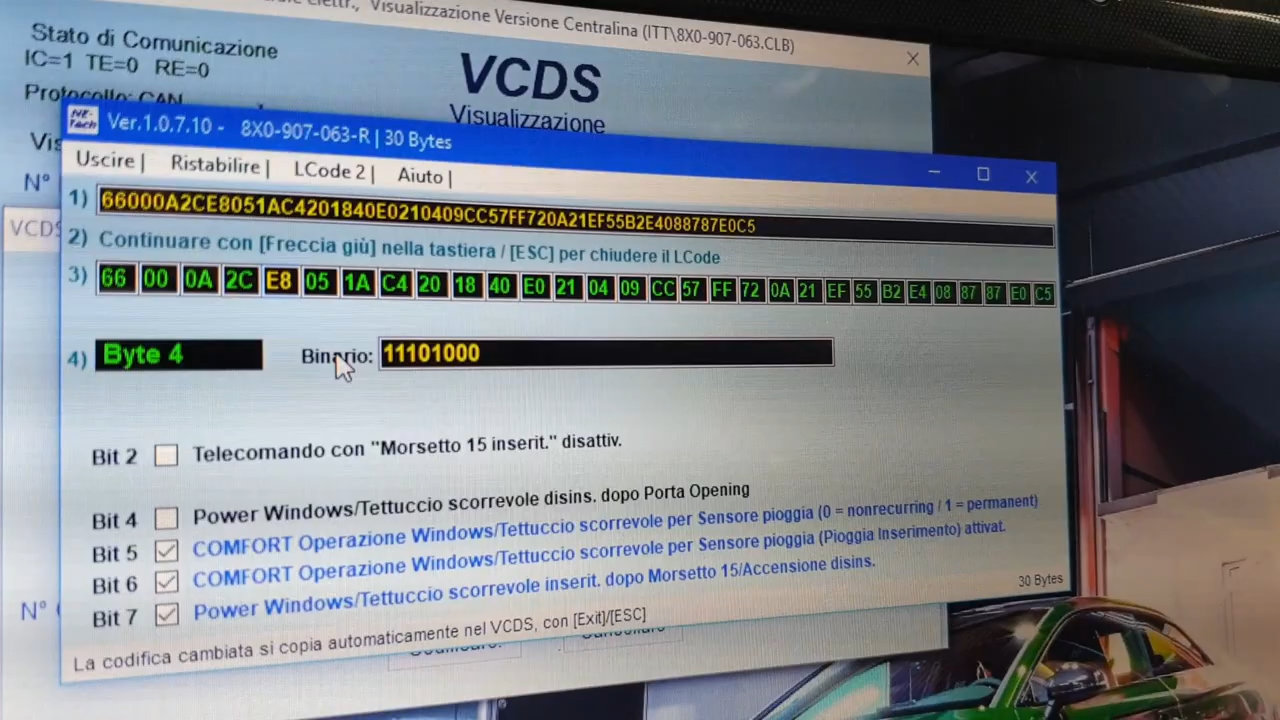 Visualizzazione Versione Centralina (ITT\8X0-907-063.CLB)
Stato di Comunicazione
IC=1 TE=0 RE=0
Protocollo: CAN
VCDS
Visualizzazione
N°
VCDS
NE-Tech
Ver.1.0.7.10 - 8X0-907-063-R | 30 Bytes
Uscire | Ristabilire | LCode 2 | Aiuto |
1) 66000A2CE8051AC4201840E0210409CC57FF720A21EF55B2E4088787E0C5
2) Continuare con [Freccia giù] nella tastiera / [ESC] per chiudere il LCode
3) 66 00 0A 2C E8 05 1A C4 20 18 40 E0 21 04 09 CC 57 FF 72 0A 21 EF 55 B2 E4 08 87 87 E0 C5
4) Byte 4 Binario: 11101000
Bit 2 Telecomando con "Morsetto 15 inserit." disattiv.
Bit 4 Power Windows/Tettuccio scorrevole disins. dopo Porta Opening
Bit 5 COMFORT Operazione Windows/Tettuccio scorrevole per Sensore pioggia (0 = nonrecurring / 1 = permanent)
Bit 6 COMFORT Operazione Windows/Tettuccio scorrevole per Sensore pioggia (Pioggia Inserimento) attivat.
Bit 7 Power Windows/Tettuccio scorrevole inserit. dopo Morsetto 15/Accensione disins.
30 Bytes
N°
La codifica cambiata si copia automaticamente nel VCDS, con [Exit]/[ESC]